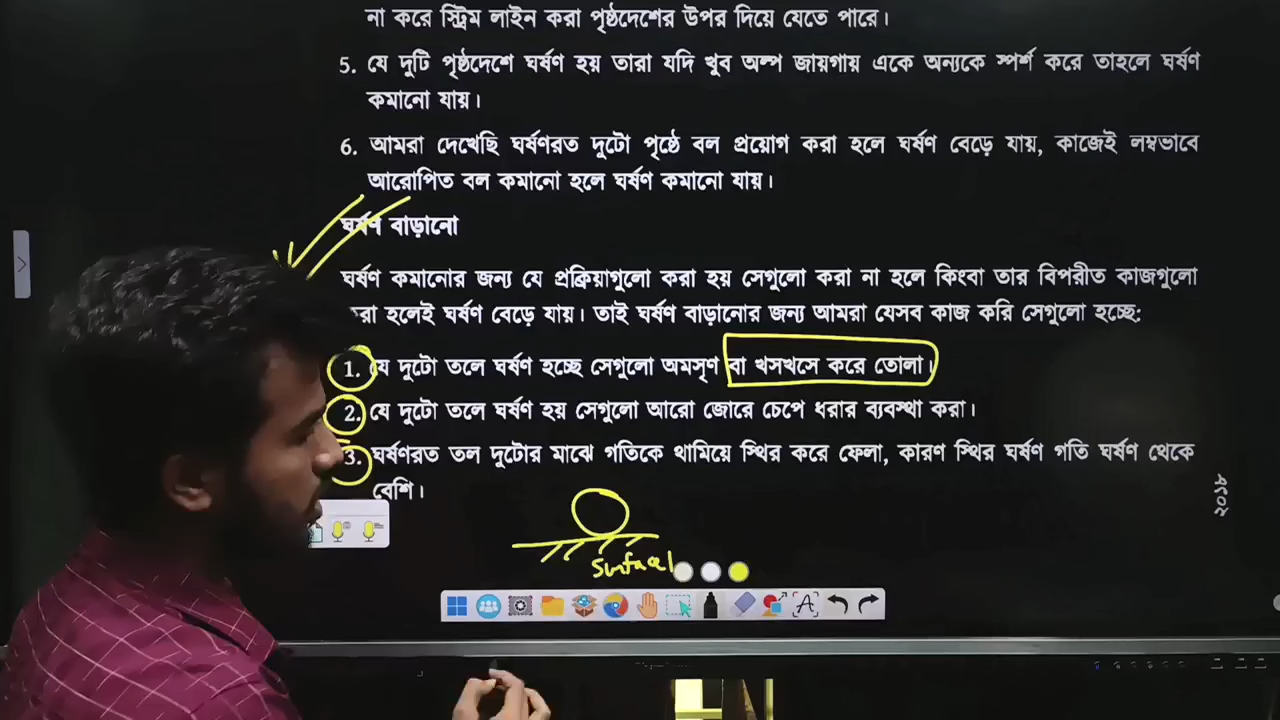 না করে স্ট্রিম লাইন করা পৃষ্ঠদেশের উপর দিয়ে যেতে পারে।
5. যে দুটি পৃষ্ঠদেশে ঘর্ষণ হয় তারা যদি খুব অল্প জায়গায় একে অন্যকে স্পর্শ করে তাহলে ঘর্ষণ
কমানো যায়।
6. আমরা দেখেছি ঘর্ষণরত দুটো পৃষ্ঠে বল প্রয়োগ করা হলে ঘর্ষণ বেড়ে যায়, কাজেই লম্বভাবে
আরোপিত বল কমানো হলে ঘর্ষণ কমানো যায়।
ঘর্ষণ বাড়ানো
ঘর্ষণ কমানোর জন্য যে প্রক্রিয়াগুলো করা হয় সেগুলো করা না হলে কিংবা তার বিপরীত কাজগুলো
হলেই ঘর্ষণ বেড়ে যায়। তাই ঘর্ষণ বাড়ানোর জন্য আমরা যেসব কাজ করি সেগুলো হচ্ছে:
1. যে দুটো তলে ঘর্ষণ হচ্ছে সেগুলো অমসৃণ বা খসখসে করে তোলা।
2. যে দুটো তলে ঘর্ষণ হয় সেগুলো আরো জোরে চেপে ধরার ব্যবস্থা করা।
3. ঘর্ষণরত তল দুটোর মাঝে গতিকে থামিয়ে স্থির করে ফেলা, কারণ স্থির ঘর্ষণ গতি ঘর্ষণ থেকে
বেশি।
২০১৮